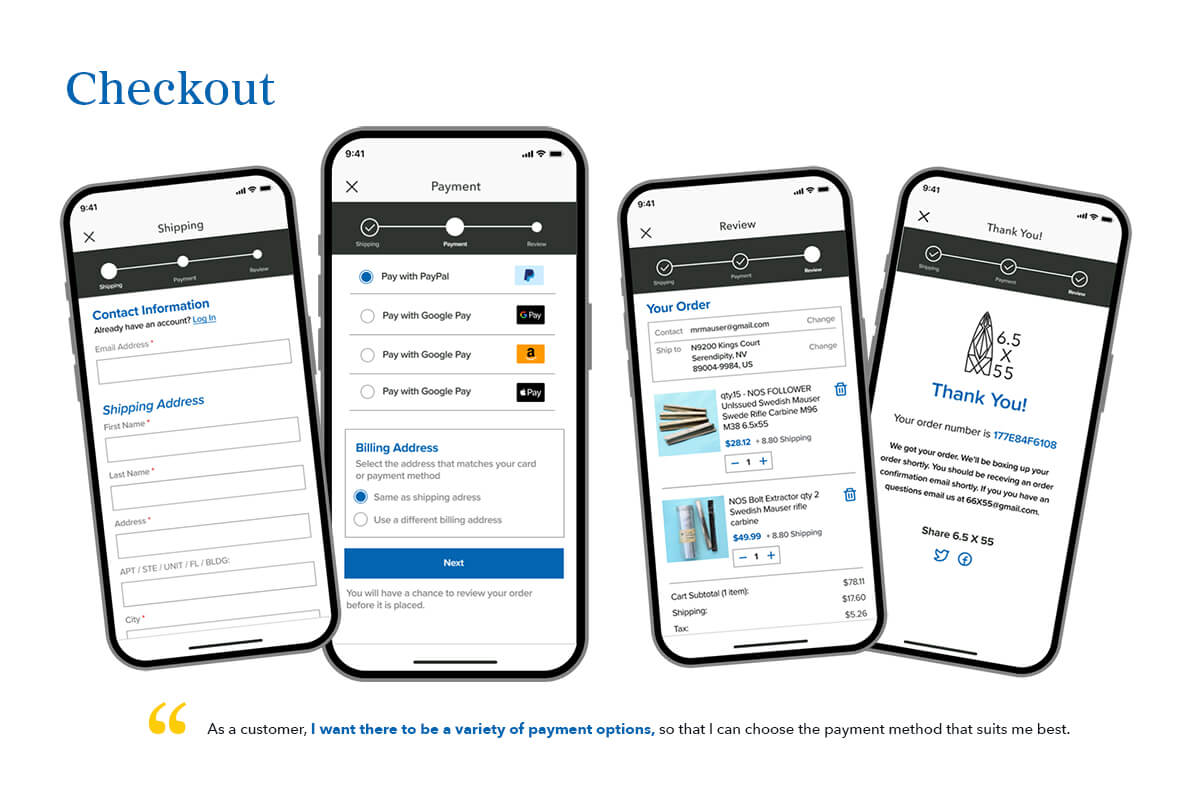 Checkout
9:41
Shipping
Shipping
Payment
Review
Contact Information
Already have an account? Log In
Email Address *
Shipping Address
First Name *
Last Name *
Address *
APT / STE / UNIT / FL / BLDG:
City *
9:41
Payment
Shipping
Payment
Review
Pay with PayPal
Pay with Google Pay
G Pay
Pay with Google Pay
a
Pay with Google Pay
Pay
Billing Address
Select the address that matches your card
or payment method
Same as shipping adress
Use a different billing address
Next
You will have a chance to review your order
before it is placed.
9:41
Review
Shipping
Payment
Review
Your Order
Contact mrmauser@gmail.com Change
Ship to N9200 Kings Court Change
Serendipity, NV
89004-9984, US
qty15 - NOS FOLLOWER
UnIssued Swedish Mauser
Swede Rifle Carbine M96
M38 6.5x55
$28.12 + 8.80 Shipping
− 1 +
NOS Bolt Extractor qty 2
Swedish Mauser rifle
carbine
$49.99 + 8.80 Shipping
− 1 +
Cart Subtotal (1 item): $78.11
Shipping: $17.60
Tax: $5.26
9:41
Thank You!
Shipping
Payment
Review
6.5
X
55
Thank You!
Your order number is 177E84F6108
We got your order. We'll be boxing up your
order shortly. You should be receving an order
confirmation email shortly. If you you have an
questions email us at 66X55@gmail.com.
Share 6.5 X 55
As a customer, I want there to be a variety of payment options, so that I can choose the payment method that suits me best.